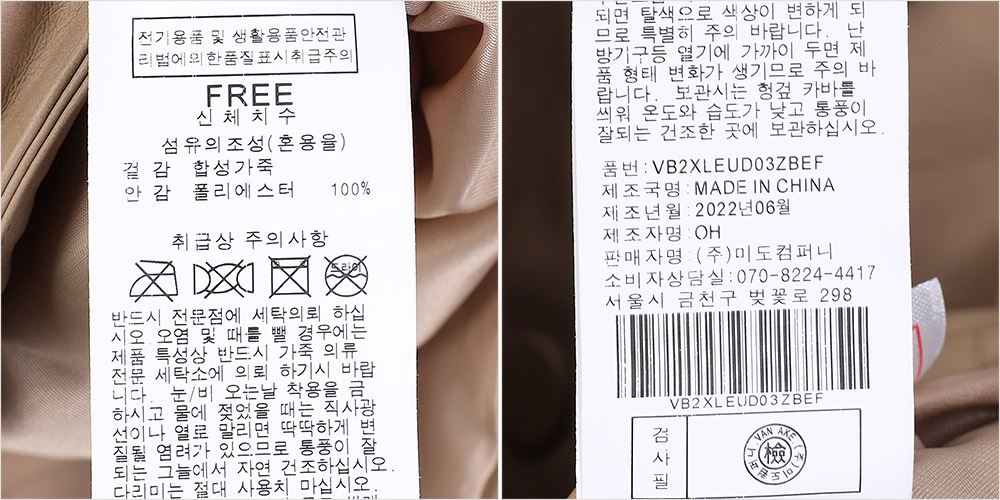 전기용품 및 생활용품안전관
리법에의한품질표시취급주의
FREE
신체치수
섬유의조성(혼용율)
겉 감 합성가죽
안 감 폴리에스터 100%
취급상 주의사항
드라이
반드시 전문점에 세탁의뢰 하십
시오.오염 및 때를 뺄 경우에는
제품 특성상 반드시 가죽 의류
전문 세탁소에 의뢰 하기시 바랍
니다. 눈/비 오는날 착용을 금
하시고 물에 젖었을 때는 직사광
선이나 열로 말리면 딱딱하게 변
질될 염려가 있으므로 통풍이 잘
되는 그늘에서 자연 건조하십시오.
다리미는 절대 사용치 마십시오.
되면 탈색으로 색상이 변하게 되
므로 특별히 주의 바랍니다. 난
방기구등 열기에 가까이 두면 제
품 형태 변화가 생기므로 주의 바
랍니다. 보관시는 헝겊 카바를
씌워 온도와 습도가 낮고 통풍이
잘되는 건조한 곳에 보관하십시오.
품번:VB2XLEUD03ZBEF
제조국명:MADE IN CHINA
제조년월:2022년06월
제조자명:OH
판매자명:(주)미도컴퍼니
소비자상담실:070-8224-4417
서울시 금천구 벚꽃로 298
VB2XLEUD03ZBEF
검
사
필
VAN AKE
檢
(주)미도컴퍼니